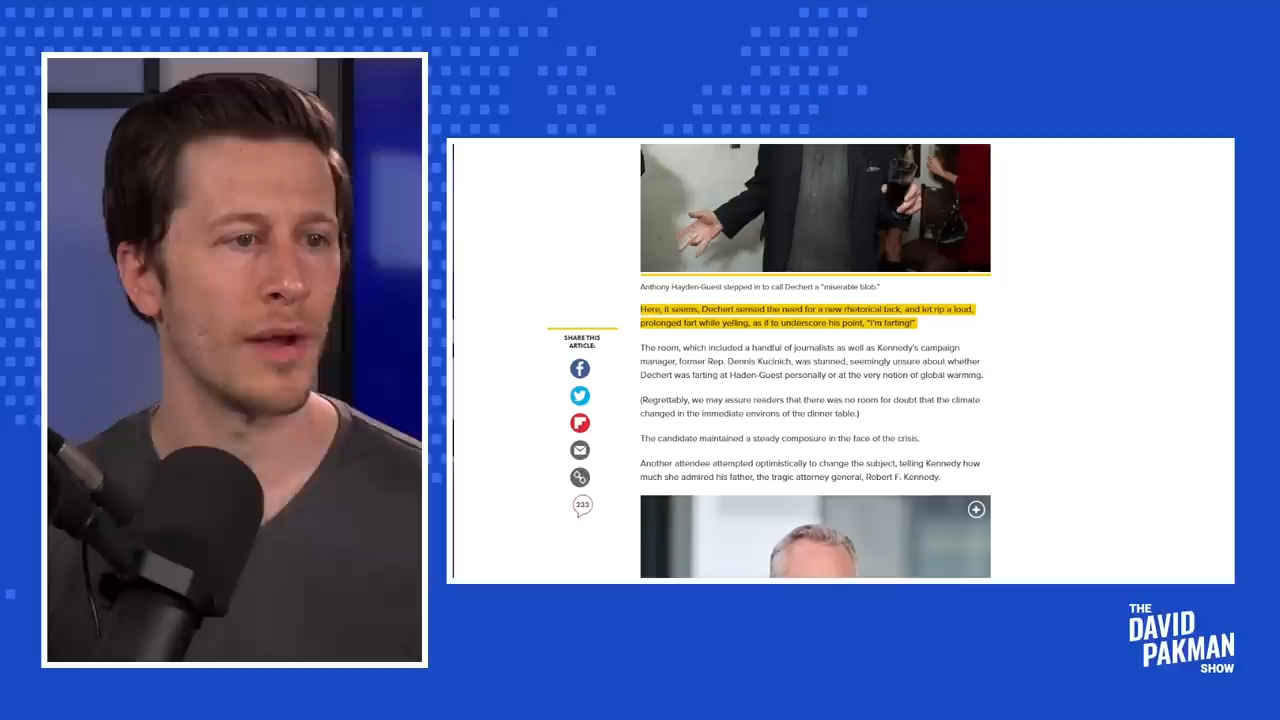 Anthony Hayden-Guest stepped in to call Dechert a "miserable blob."
Here, it seems, Dechert sensed the need for a new rhetorical tack, and let rip a loud,
prolonged fart while yelling, as if to underscore his point, "I'm farting!"
SHARE THIS
ARTICLE:
The room, which included a handful of journalists as well as Kennedy's campaign
manager, former Rep. Dennis Kucinich, was stunned, seemingly unsure about whether
Dechert was farting at Haden-Guest personally or at the very notion of global warming.
(Regrettably, we may assure readers that there was no room for doubt that the climate
changed in the immediate environs of the dinner table.)
The candidate maintained a steady composure in the face of the crisis.
Another attendee attempted optimistically to change the subject, telling Kennedy how
much she admired his father, the tragic attorney general, Robert F. Kennedy.
233
THE
DAVID
PAKMAN
SHOW